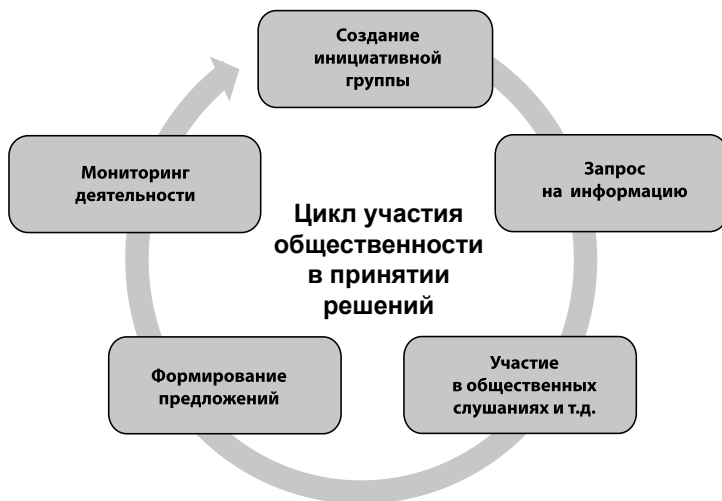 Создание
инициативной
группы
Запрос
на информацию
Участие
в общественных
слушаниях и т.д.
Формирование
предложений
Мониторинг
деятельности
Цикл участия
общественности
в принятии
решений